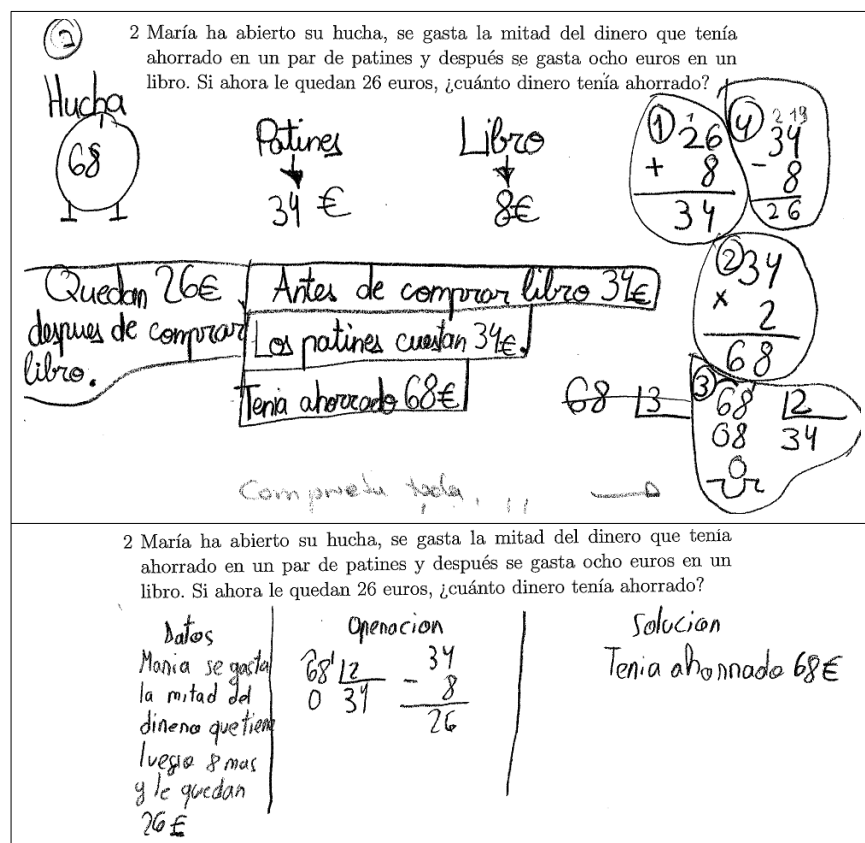 2
2 María ha abierto su hucha, se gasta la mitad del dinero que tenía
ahorrado en un par de patines y después se gasta ocho euros en un
libro. Si ahora le quedan 26 euros, ¿cuánto dinero tenía ahorrado?
Hucha
68
Patines
34 €
Libro
8€
1
1
26
+ 8
34
4
2 19
34
- 8
26
2
34
x 2
68
Quedan 26€
despues de comprar
libro.
Antes de comprar libro 34€
Los patines cuestan 34€.
Tenia ahorrado 68€
68 3
3
68 2
08 34
0
2 María ha abierto su hucha, se gasta la mitad del dinero que tenía
ahorrado en un par de patines y después se gasta ocho euros en un
libro. Si ahora le quedan 26 euros, ¿cuánto dinero tenía ahorrado?
Datos
Maria se gasta
la mitad del
dinero que tiene
luego 8 mas
y le quedan
26 €
Operacion
68 2
0 34
34
- 8
26
Solucion
Tenia ahorrado 68€